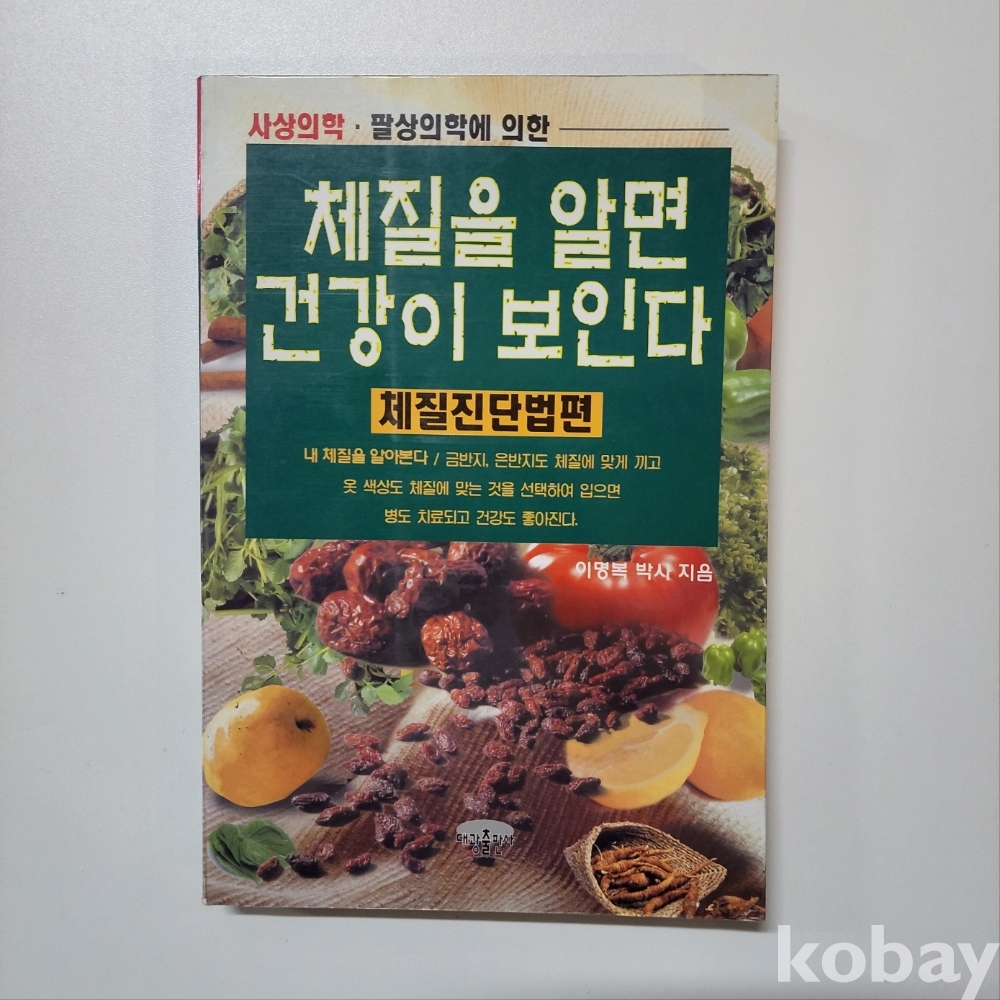 사상의학 · 팔상의학에 의한
체질을 알면
건강이 보인다
체질진단법편
내 체질을 알아본다 / 금반지, 은반지도 체질에 맞게 끼고
옷 색상도 체질에 맞는 것을 선택하여 입으면
병도 치료되고 건강도 좋아진다.
이명복 박사 지음
태광출판사
kobay